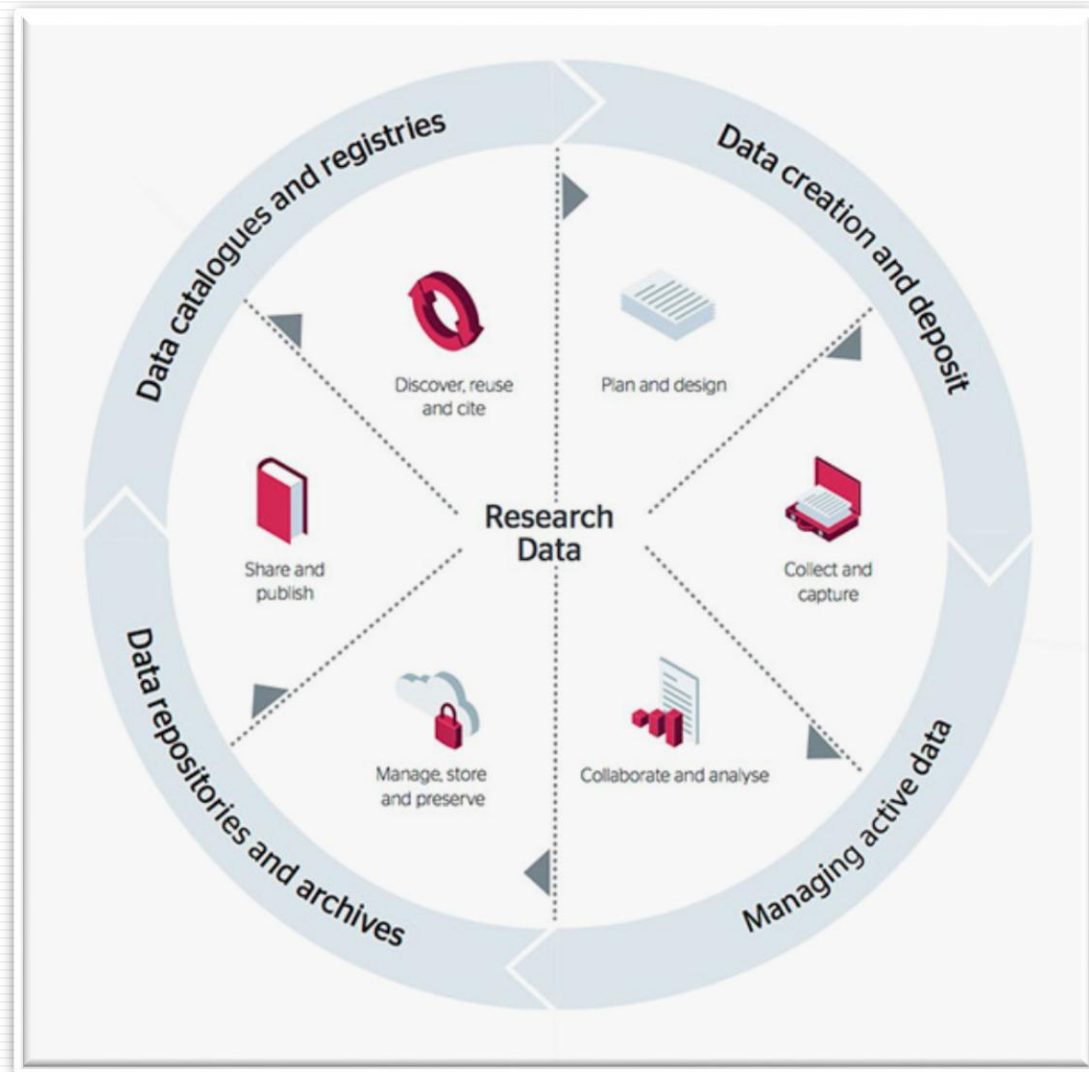 Data catalogues and registries
Data creation and deposit
Discover, reuse
and cite
Plan and design
Research
Data
Share and
publish
Collect and
capture
Manage, store
and preserve
Collaborate and analyse
Data repositories and archives
Managing active data